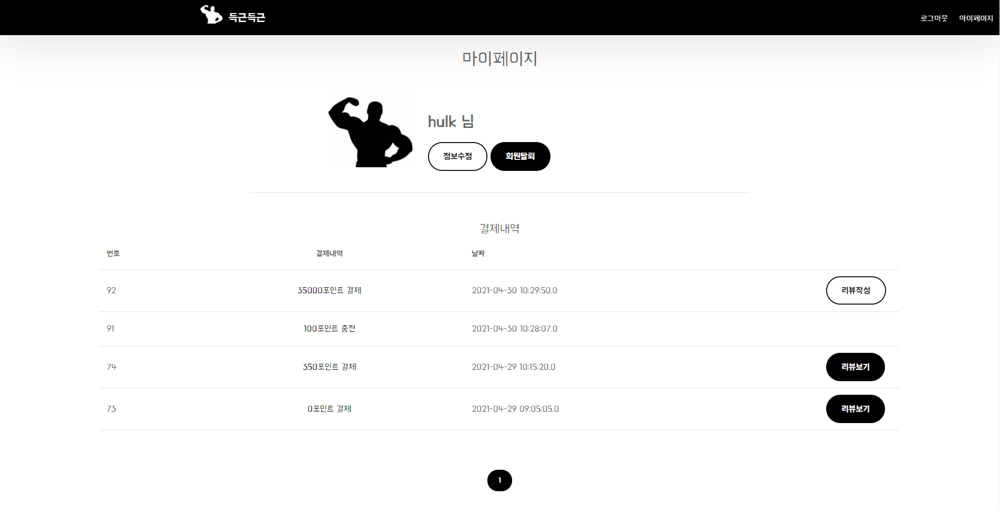 득근득근
로그아웃 마이페이지
마이페이지
hulk 님
정보수정 회원탈퇴
결제내역
번호 결제내역 날짜
92 35000포인트 결제 2021-04-30 10:29:50.0 리뷰작성
91 100포인트 충전 2021-04-30 10:28:07.0
74 350포인트 결제 2021-04-29 10:15:20.0 리뷰보기
73 0포인트 결제 2021-04-29 09:05:05.0 리뷰보기
1